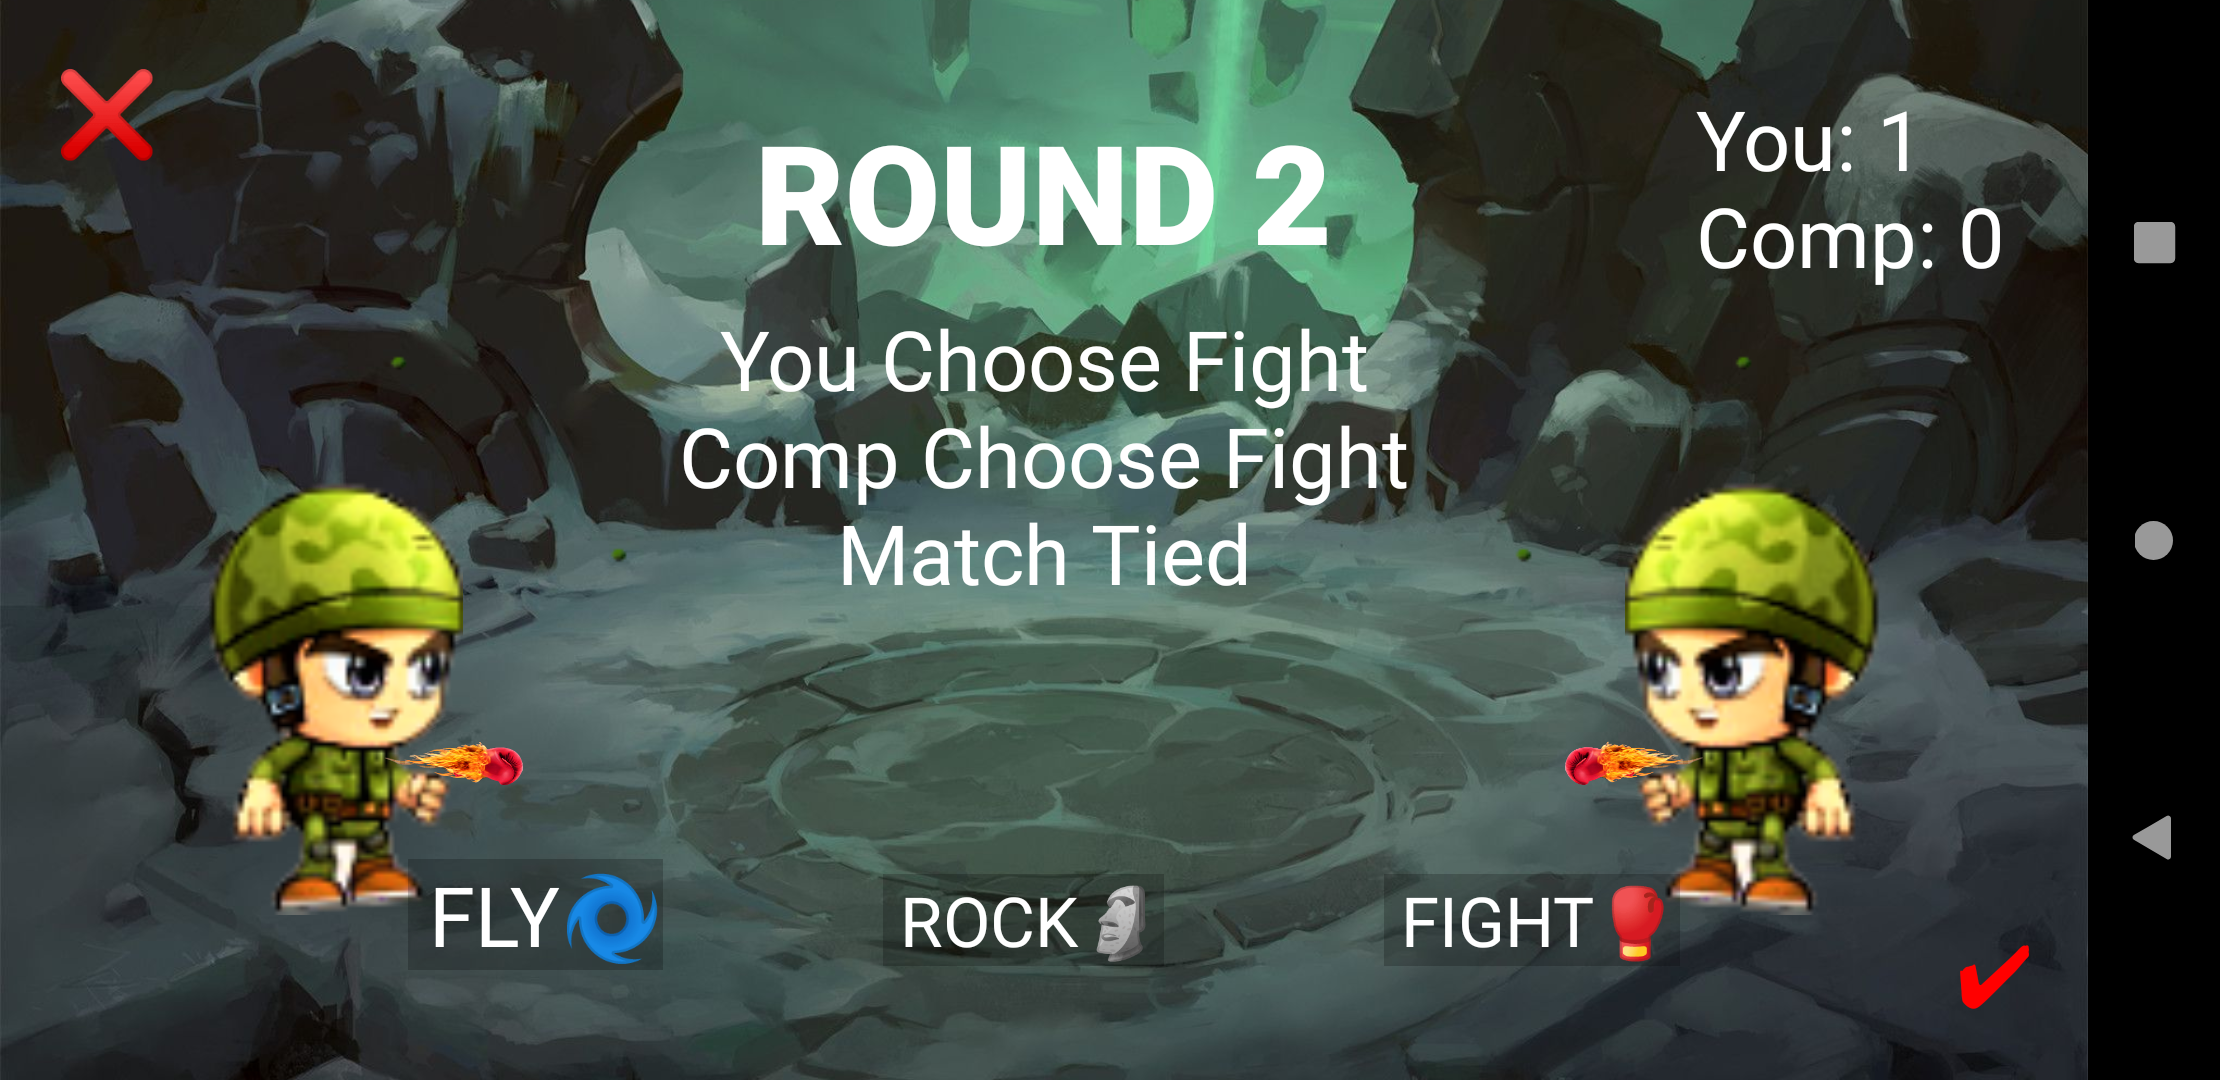 ROUND 2
You: 1
Comp: 0
You Choose Fight
Comp Choose Fight
Match Tied
FLY
ROCK
FIGHT